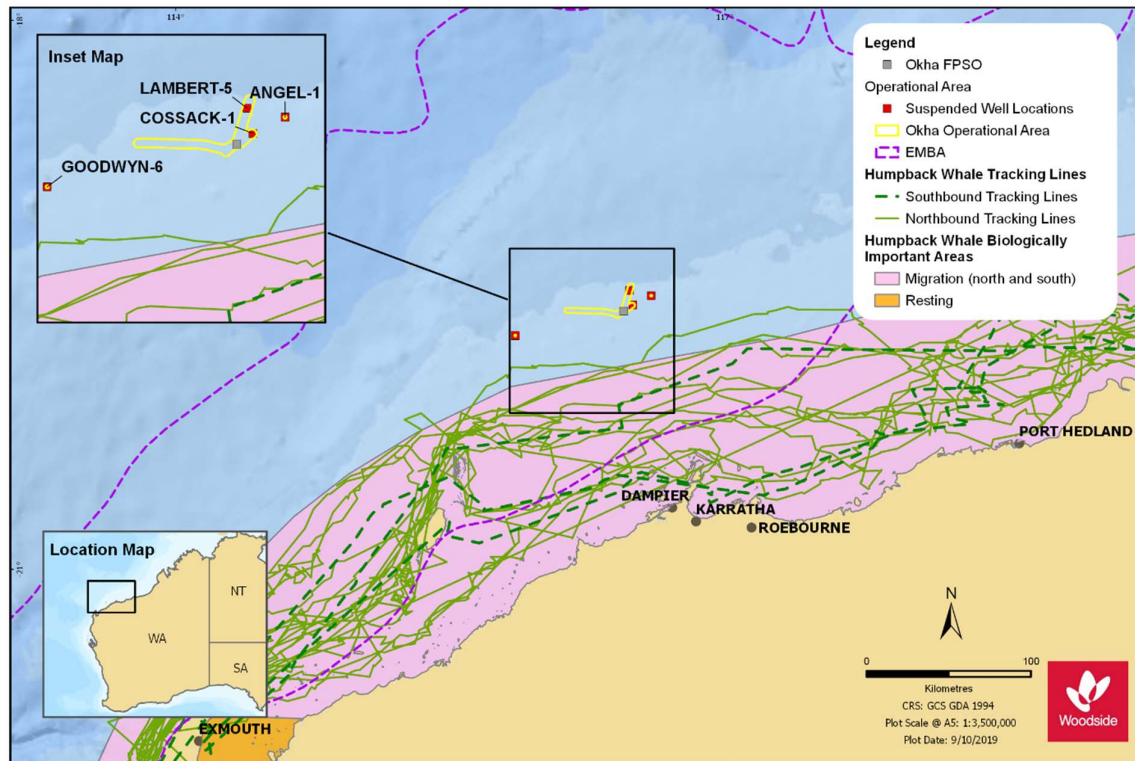 -18°
114°
117°
Inset Map
LAMBERT-5
ANGEL-1
COSSACK-1
GOODWYN-6
Legend
Okha FPSO
Operational Area
Suspended Well Locations
Okha Operational Area
EMBA
Humpback Whale Tracking Lines
Southbound Tracking Lines
Northbound Tracking Lines
Humpback Whale Biologically
Important Areas
Migration (north and south)
Resting
PORT HEDLAND
DAMPIER
KARRATHA
ROEBOURNE
Location Map
NT
WA
SA
-21°
EXMOUTH
N
0
100
Kilometres
CRS: GCS GDA 1994
Plot Scale @ A5: 1:3,500,000
Plot Date: 9/10/2019
Woodside